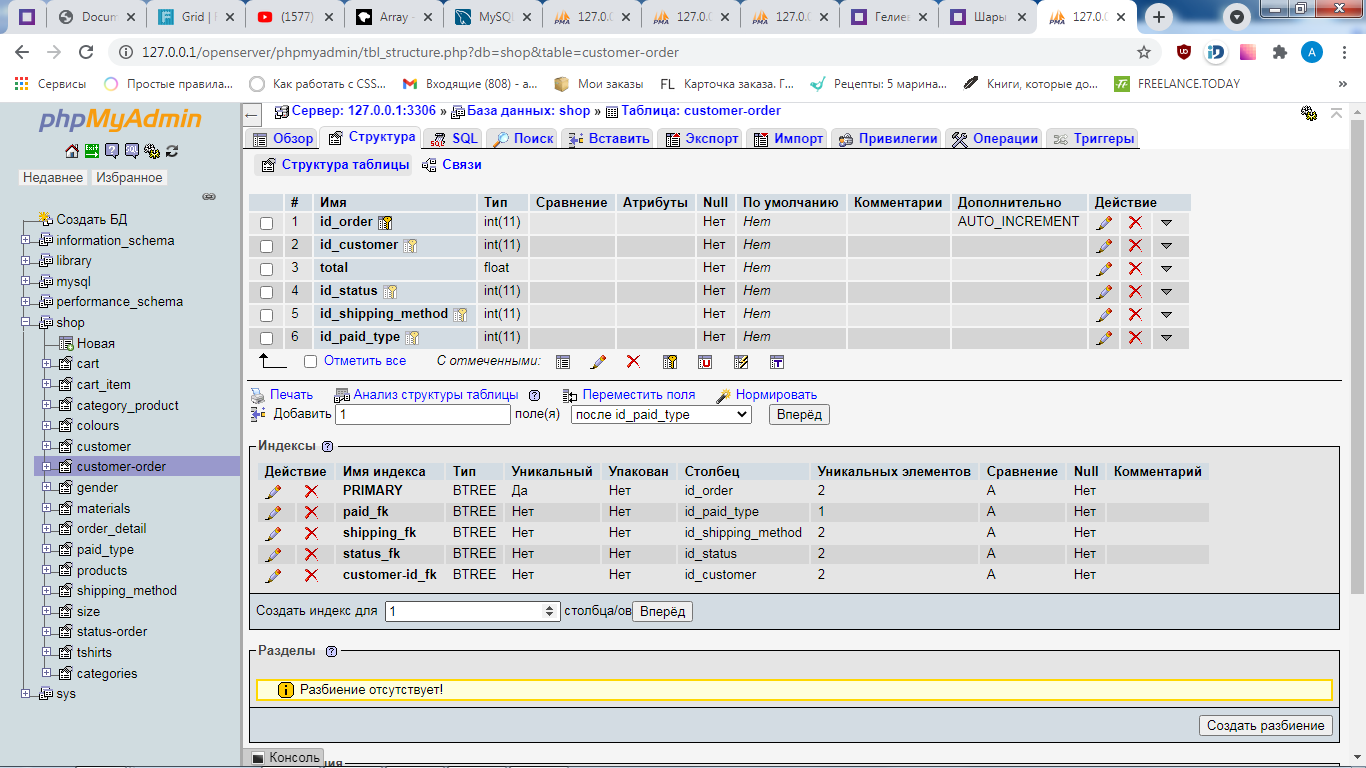 Docum
Grid | F
(1577)
Array -
MySQL
127.0.0
127.0.0
127.0.0
Гелиев
Шары
127.0.0
127.0.0.1/openserver/phpmyadmin/tbl_structure.php?db=shop&table=customer-order
A
Сервисы
Простые правила...
Как работать с CSS...
Входящие (808) - a...
Мои заказы
FL Карточка заказа. Г...
Рецепты: 5 марина...
Книги, которые до...
FREELANCE.TODAY
»
phpMyAdmin
Недавнее Избранное
Создать БД
information_schema
library
mysql
performance_schema
shop
Новая
cart
cart_item
category_product
colours
customer
customer-order
gender
materials
order_detail
paid_type
products
shipping_method
size
status-order
tshirts
categories
sys
Сервер: 127.0.0.1:3306 » База данных: shop » Таблица: customer-order
Обзор Структура SQL Поиск Вставить Экспорт Импорт Привилегии Операции Триггеры
Структура таблицы Связи
# Имя Тип Сравнение Атрибуты Null По умолчанию Комментарии Дополнительно Действие
1 id_order int(11) Нет Нет AUTO_INCREMENT
2 id_customer int(11) Нет Нет
3 total float Нет Нет
4 id_status int(11) Нет Нет
5 id_shipping_method int(11) Нет Нет
6 id_paid_type int(11) Нет Нет
Отметить все С отмеченными:
Печать Анализ структуры таблицы Переместить поля Нормировать
Добавить 1 поле(я) после id_paid_type Вперёд
Индексы
Действие Имя индекса Тип Уникальный Упакован Столбец Уникальных элементов Сравнение Null Комментарий
PRIMARY BTREE Да Нет id_order 2 A Нет
paid_fk BTREE Нет Нет id_paid_type 1 A Нет
shipping_fk BTREE Нет Нет id_shipping_method 2 A Нет
status_fk BTREE Нет Нет id_status 2 A Нет
customer-id_fk BTREE Нет Нет id_customer 2 A Нет
Создать индекс для 1 столбца/ов Вперёд
Разделы
Разбиение отсутствует!
Создать разбиение
Консоль